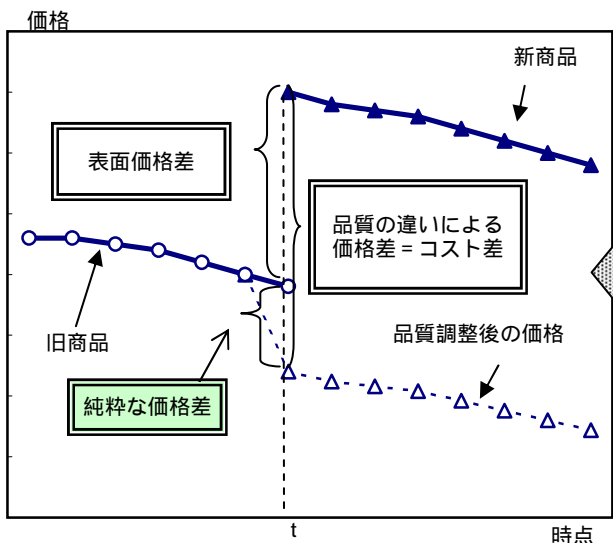 価格
新商品
表面価格差
品質の違いによる
価格差 = コスト差
旧商品
品質調整後の価格
純粋な価格差
t
時点